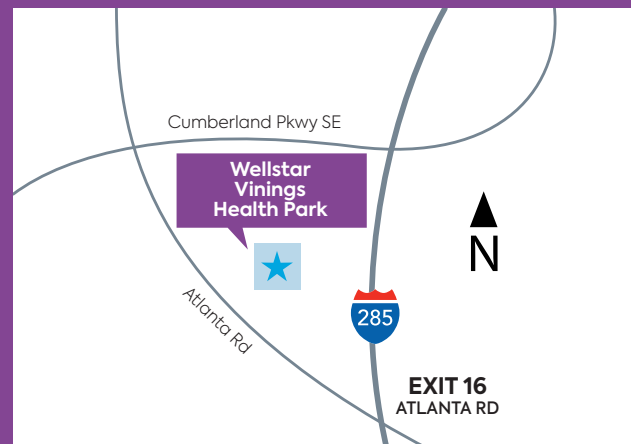 Cumberland Pkwy SE
Wellstar
Vinings
Health Park
N
Atlanta Rd
285
EXIT 16
ATLANTA RD